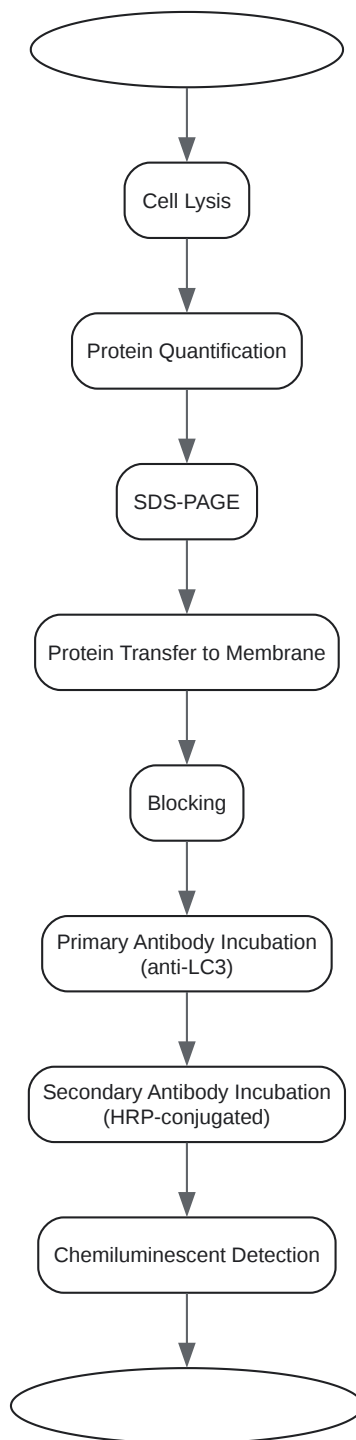 Cell Lysis
Protein Quantification
SDS-PAGE
Protein Transfer to Membrane
Blocking
Primary Antibody Incubation
(anti-LC3)
Secondary Antibody Incubation
(HRP-conjugated)
Chemiluminescent Detection